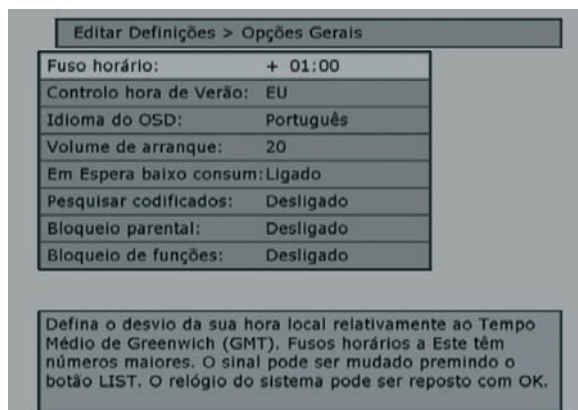 Editar Definições > Opções Gerais
Fuso horário: + 01:00
Controlo hora de Verão: EU
Idioma do OSD: Português
Volume de arranque: 20
Em Espera baixo consum: Ligado
Pesquisar codificados: Desligado
Bloqueio parental: Desligado
Bloqueio de funções: Desligado
Defina o desvio da sua hora local relativamente ao Tempo
Médio de Greenwich (GMT). Fusos horários a Este têm
números maiores. O sinal pode ser mudado premindo o
botão LIST. O relógio do sistema pode ser reposto com OK.